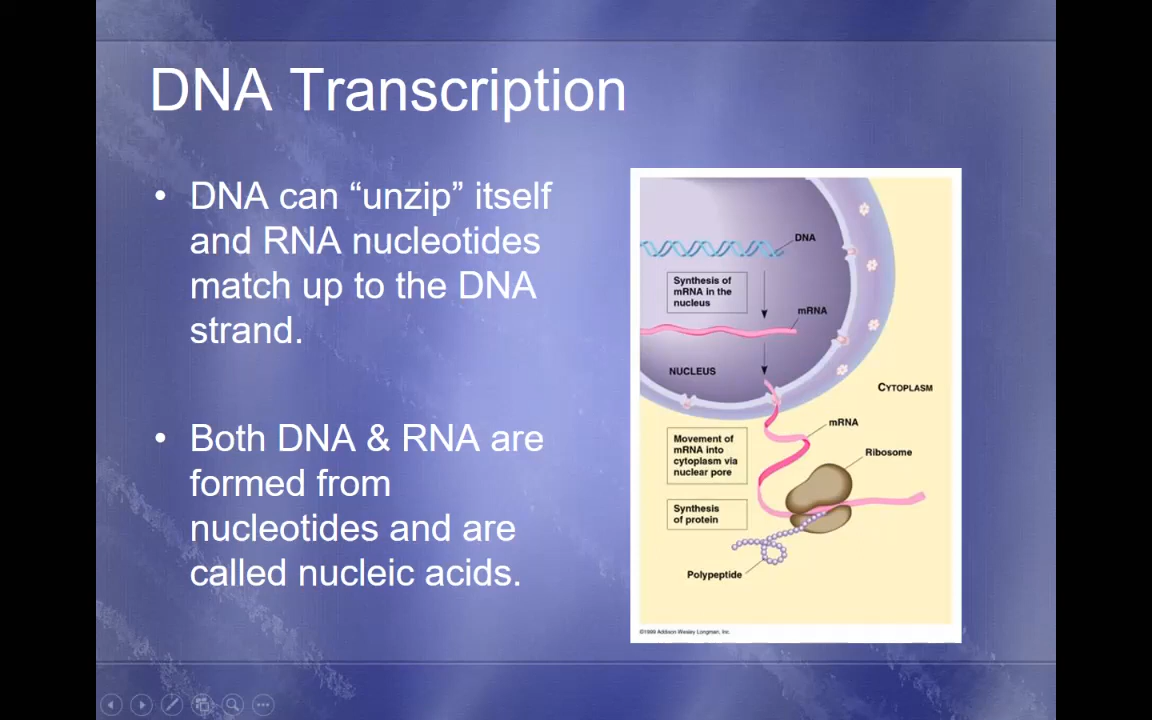 DNA Transcription
• DNA can “unzip” itself
and RNA nucleotides
match up to the DNA
strand.
• Both DNA & RNA are
formed from
nucleotides and are
called nucleic acids.
DNA
Synthesis of
mRNA in the
nucleus
mRNA
NUCLEUS
CYTOPLASM
mRNA
Movement of
mRNA into
cytoplasm via
nuclear pore
Ribosome
Synthesis
of protein
Polypeptide
©1999 Addison Wesley Longman, Inc.